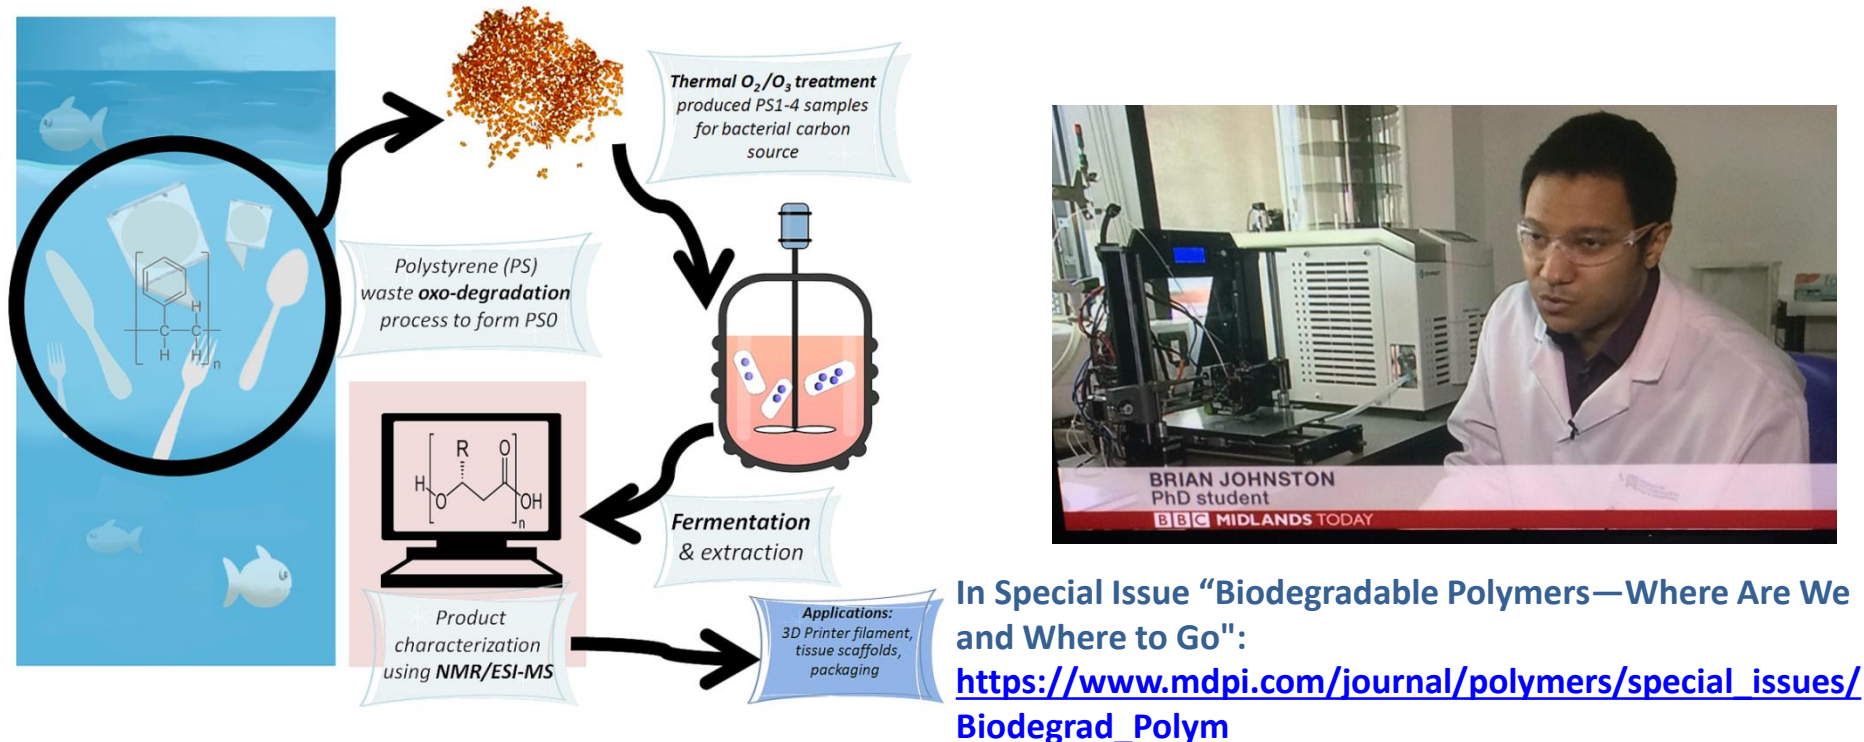 Thermal O₂/O₃ treatment
produced PS1-4 samples
for bacterial carbon
source
Polystyrene (PS)
waste oxo-degradation
process to form PS0
H
C
C
H
H
n
R
O
H
O
OH
n
Fermentation
& extraction
Product
characterization
using NMR/ESI-MS
Applications:
3D Printer filament,
tissue scaffolds,
packaging
BRIAN JOHNSTON
PhD student
BBC MIDLANDS TODAY
In Special Issue “Biodegradable Polymers—Where Are We
and Where to Go":
https://www.mdpi.com/journal/polymers/special_issues/
Biodegrad_Polym